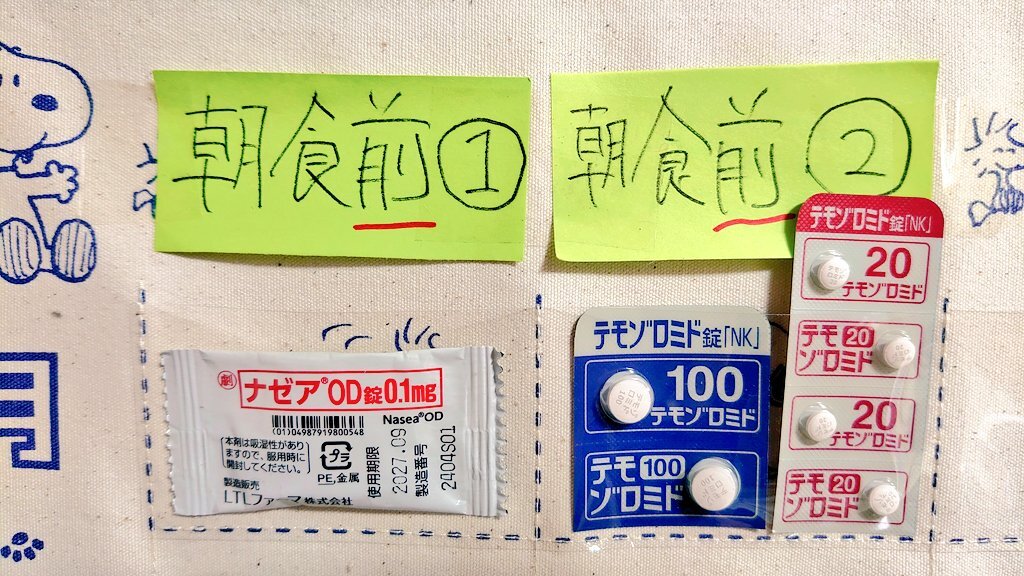 朝食前①
朝食前②
月
劇 ナゼア®OD錠0.1mg
Nasea®OD
(01)04987919800548
本剤は吸湿性があり
ますので、服用時に
開封してください。
プラ
PE,金属
使用期限
2027.09
製造番号
2404S01
製造販売
LTLファーマ株式会社
テモゾロミド錠「NK」
100
テモゾロミド
テモ100
ゾロミド
テモゾロミド錠「NK」
20
テモゾロミド
テモ20
ゾロミド
20
テモゾロミド
テモ20
ゾロミド